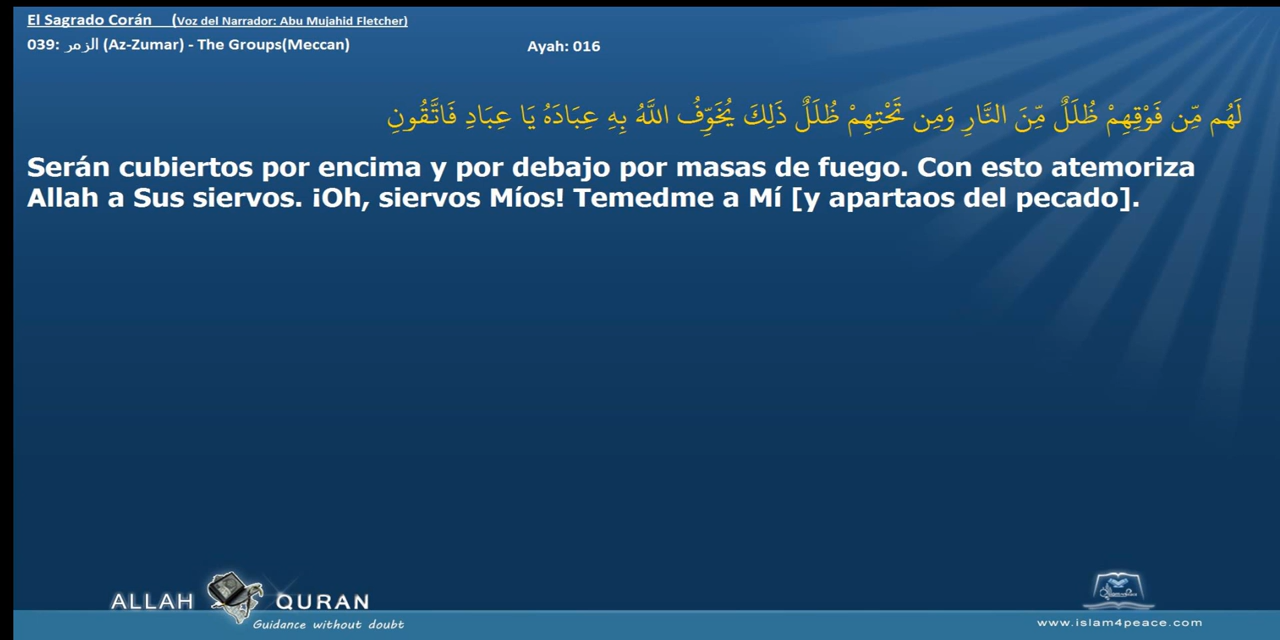 El Sagrado Corán (Voz del Narrador: Abu Mujahid Fletcher)
039: الزمر (Az-Zumar) - The Groups(Meccan) Ayah: 016
لَهُم مِّن فَوْقِهِمْ ظُلَلٌ مِّنَ النَّارِ وَمِن تَحْتِهِمْ ظُلَلٌ ذَلِكَ يُخَوِّفُ اللَّهُ بِهِ عِبَادَهُ يَا عِبَادِ فَاتَّقُونِ
Serán cubiertos por encima y por debajo por masas de fuego. Con esto atemoriza
Allah a Sus siervos. ¡Oh, siervos Míos! Temedme a Mí [y apartaos del pecado].
ALLAH QURAN
Guidance without doubt
www.islam4peace.com